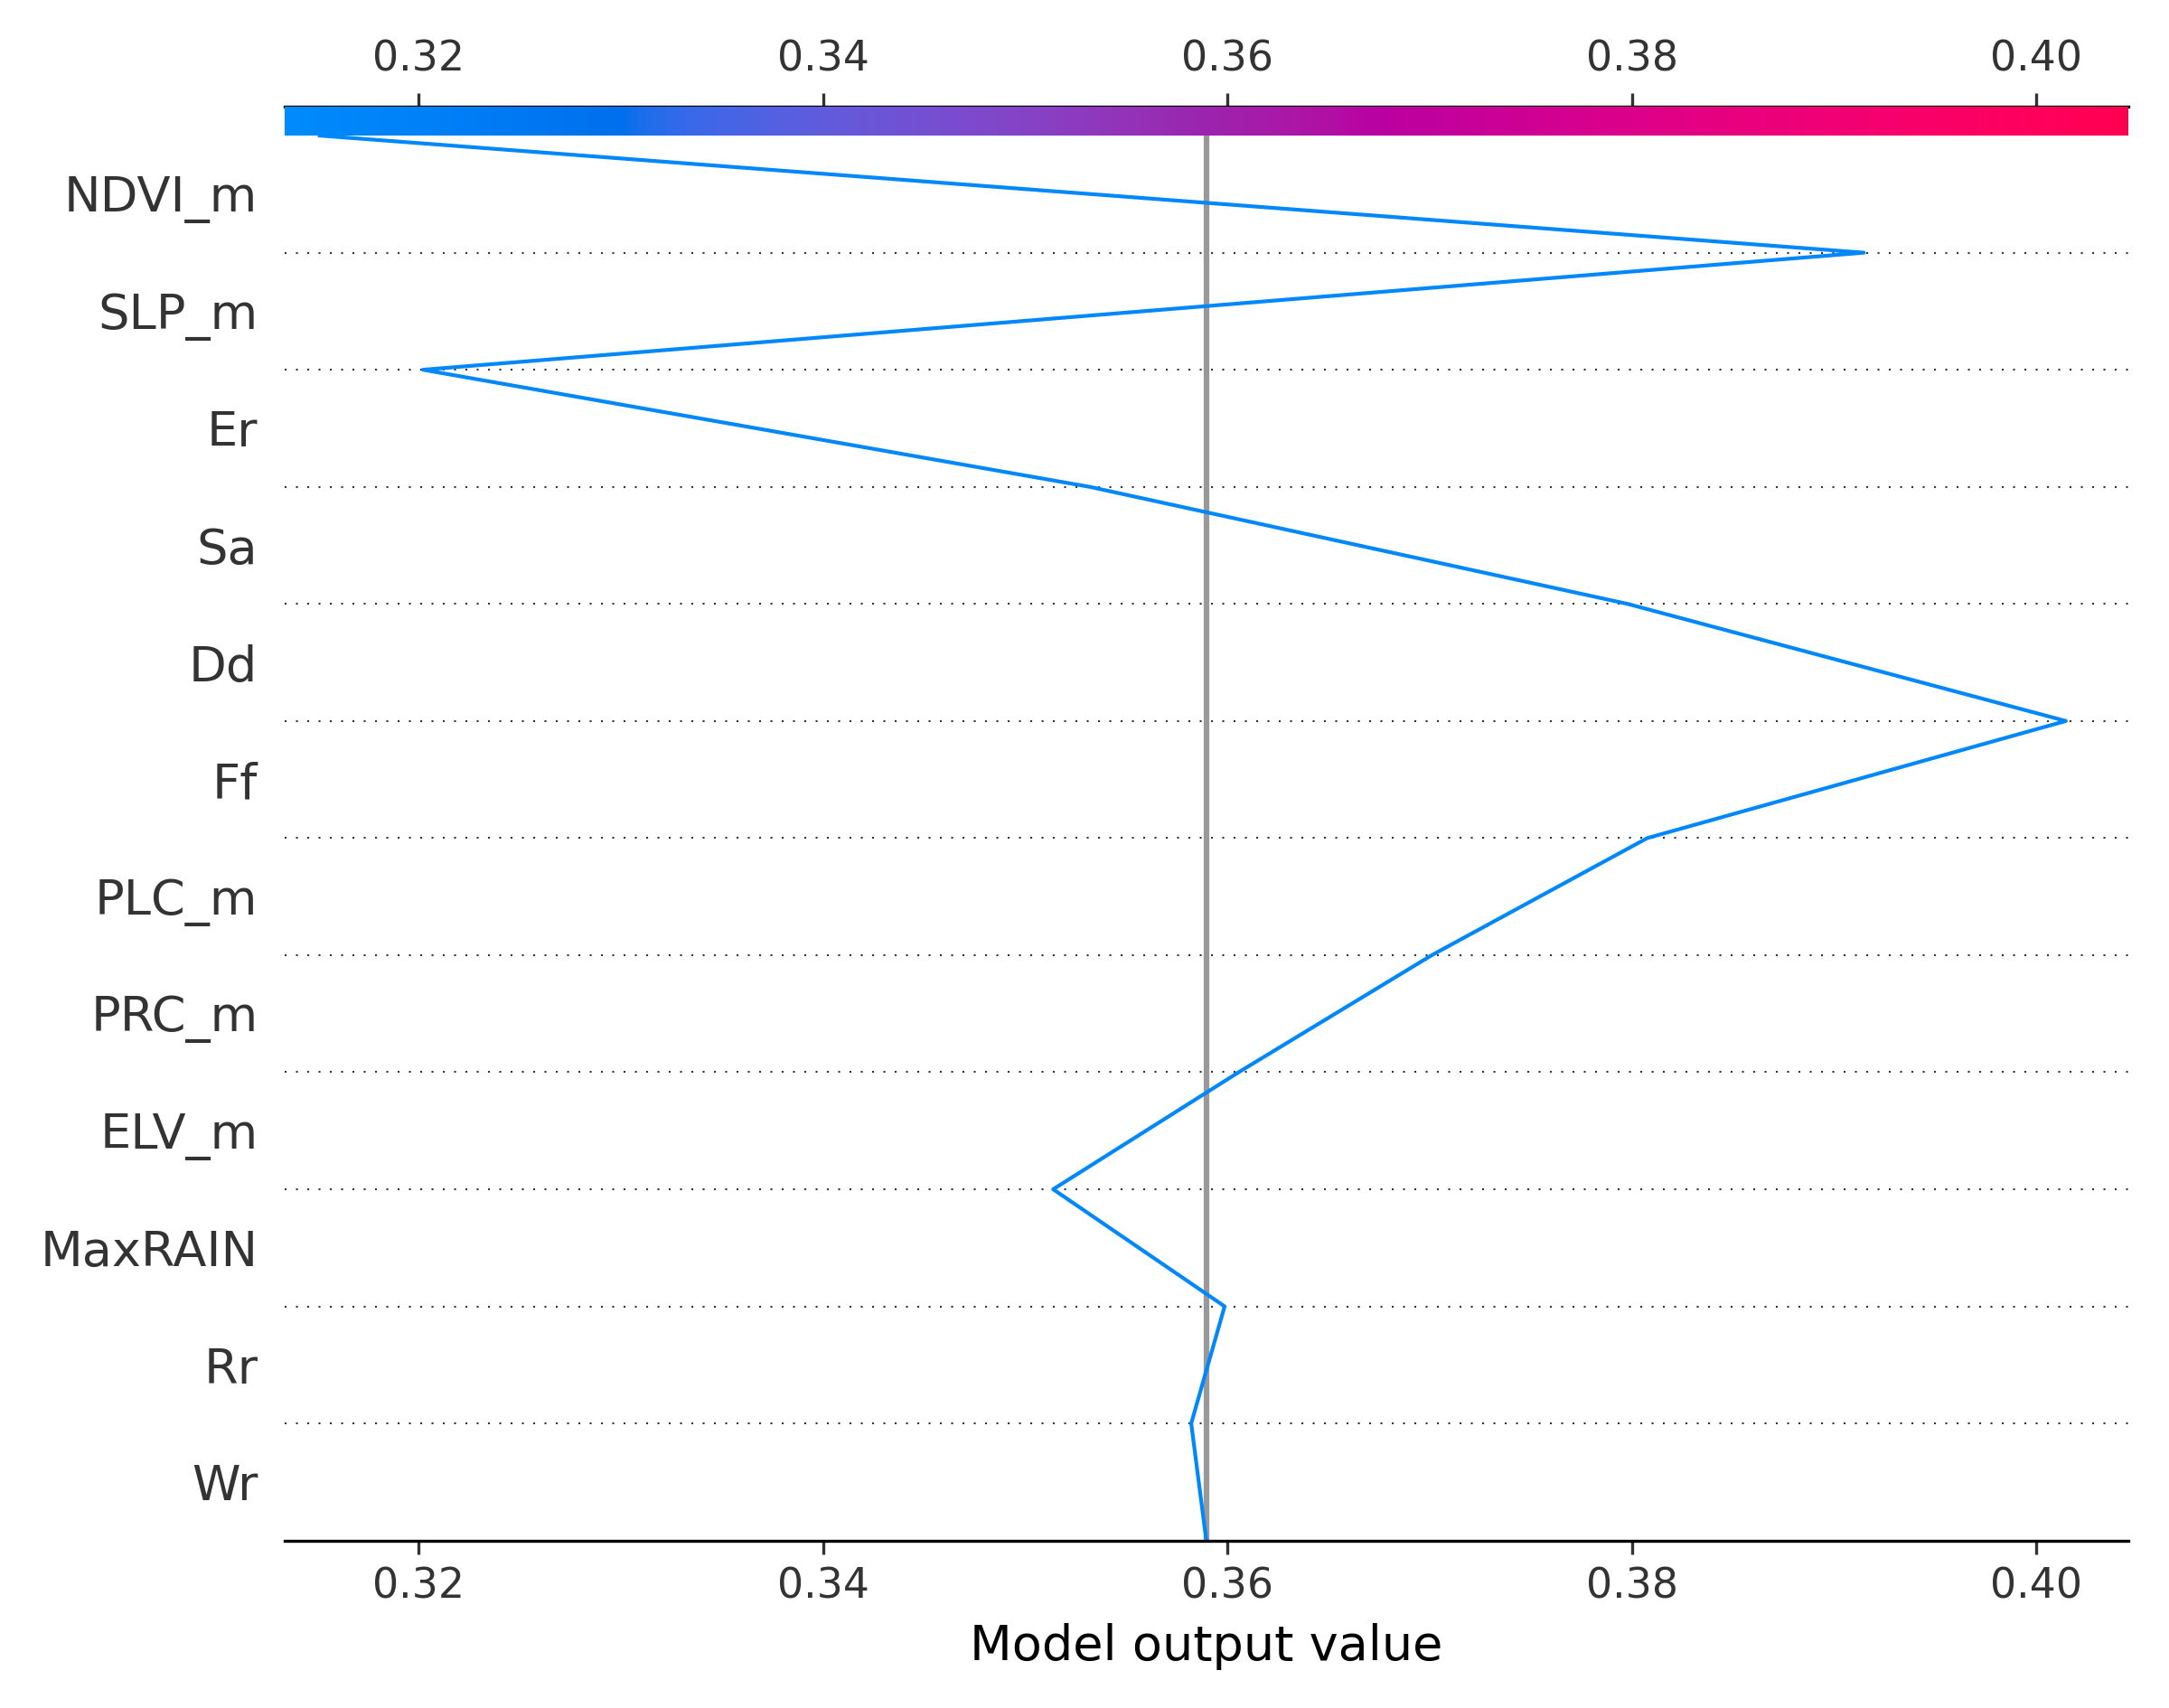 0.32 0.34 0.36 0.38 0.40
NDVI_m
SLP_m
Er
Sa
Dd
Ff
PLC_m
PRC_m
ELV_m
MaxRAIN
Rr
Wr
0.32 0.34 0.36 0.38 0.40
Model output value